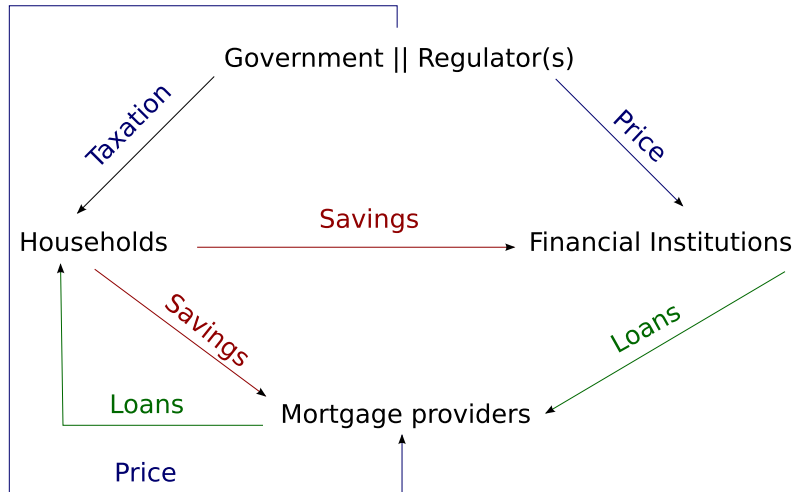 Government || Regulator(s)
Taxation
Price
Savings
Households
Financial Institutions
Savings
Loans
Loans
Mortgage providers
Price